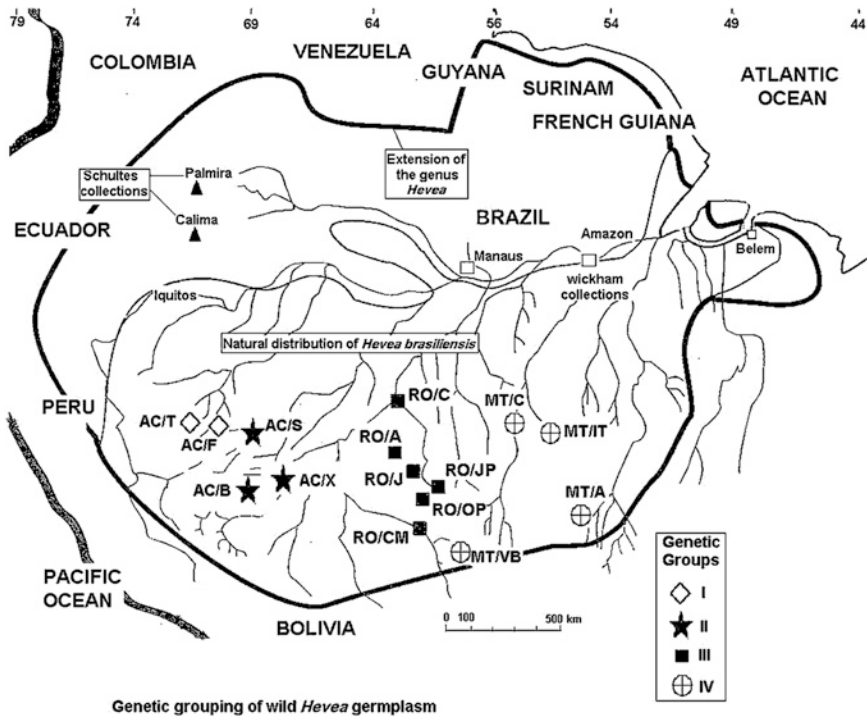 79 74 69 64 56 49 44
COLOMBIA
VENEZUELA
GUYANA
SURINAM
FRENCH GUIANA
ATLANTIC
OCEAN
Extension of
the genus
Hevea
Schultes
collections
Palmira
Calima
ECUADOR
BRAZIL
Manaus
Amazon
wickham
collections
Belem
Iquitos
Natural distribution of Hevea brasiliensis
PERU
AC/T
AC/F
AC/S
AC/B
AC/X
RO/C
RO/A
RO/J
RO/JP
RO/OP
RO/CM
MT/C
MT/IT
MT/A
MT/VB
PACIFIC
OCEAN
BOLIVIA
0 100 500 km
Genetic
Groups
I
II
III
IV
Genetic grouping of wild Hevea germplasm